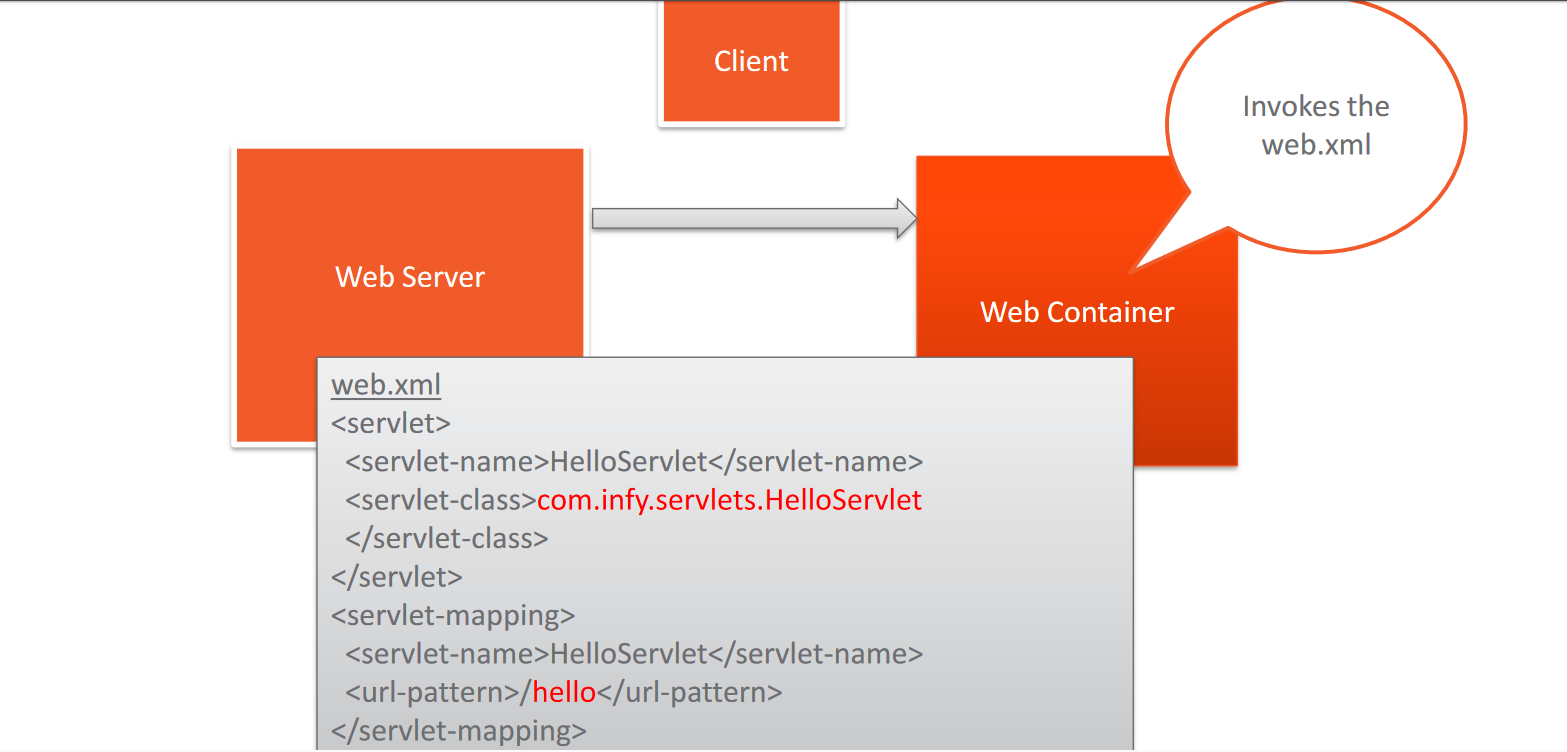 Client
Invokes the
web.xml
Web Server
Web Container
web.xml
<servlet>
<servlet-name>HelloServlet</servlet-name>
<servlet-class>com.infy.servlets.HelloServlet
</servlet-class>
</servlet>
<servlet-mapping>
<servlet-name>HelloServlet</servlet-name>
<url-pattern>/hello</url-pattern>
</servlet-mapping>